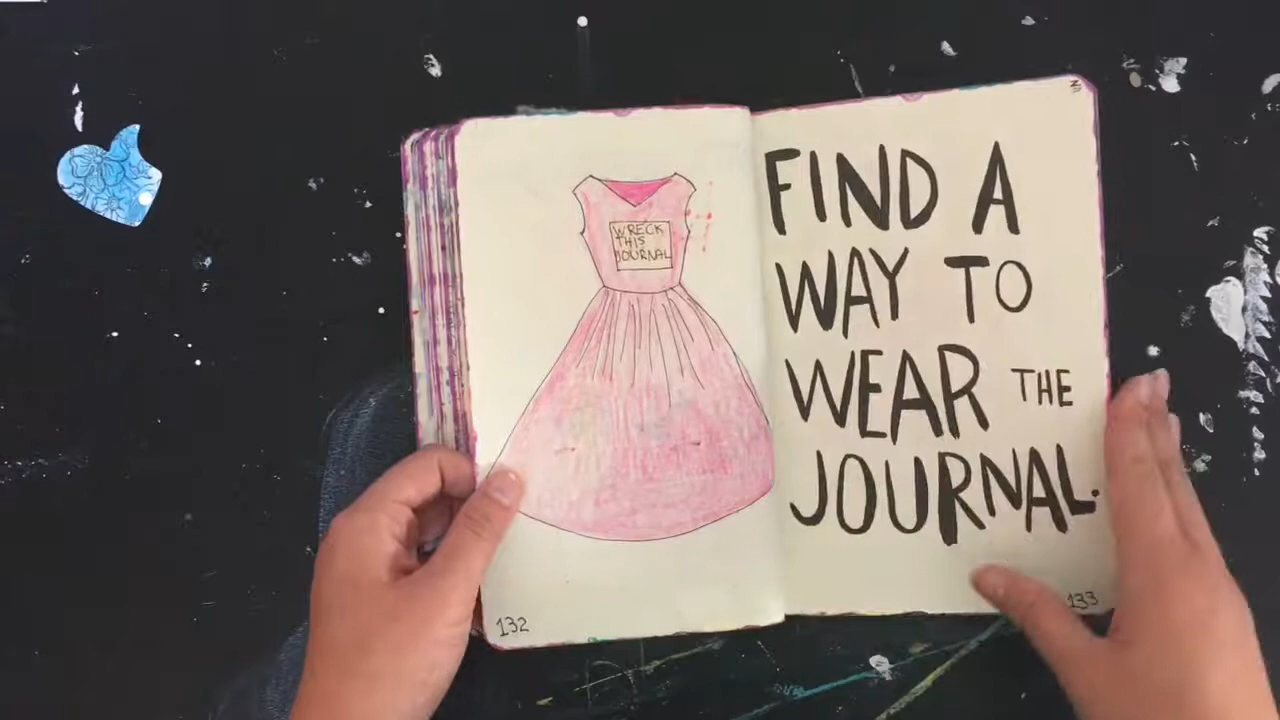 WRECK
THIS
JOURNAL
132
FIND A
WAY TO
WEAR THE
JOURNAL.
133